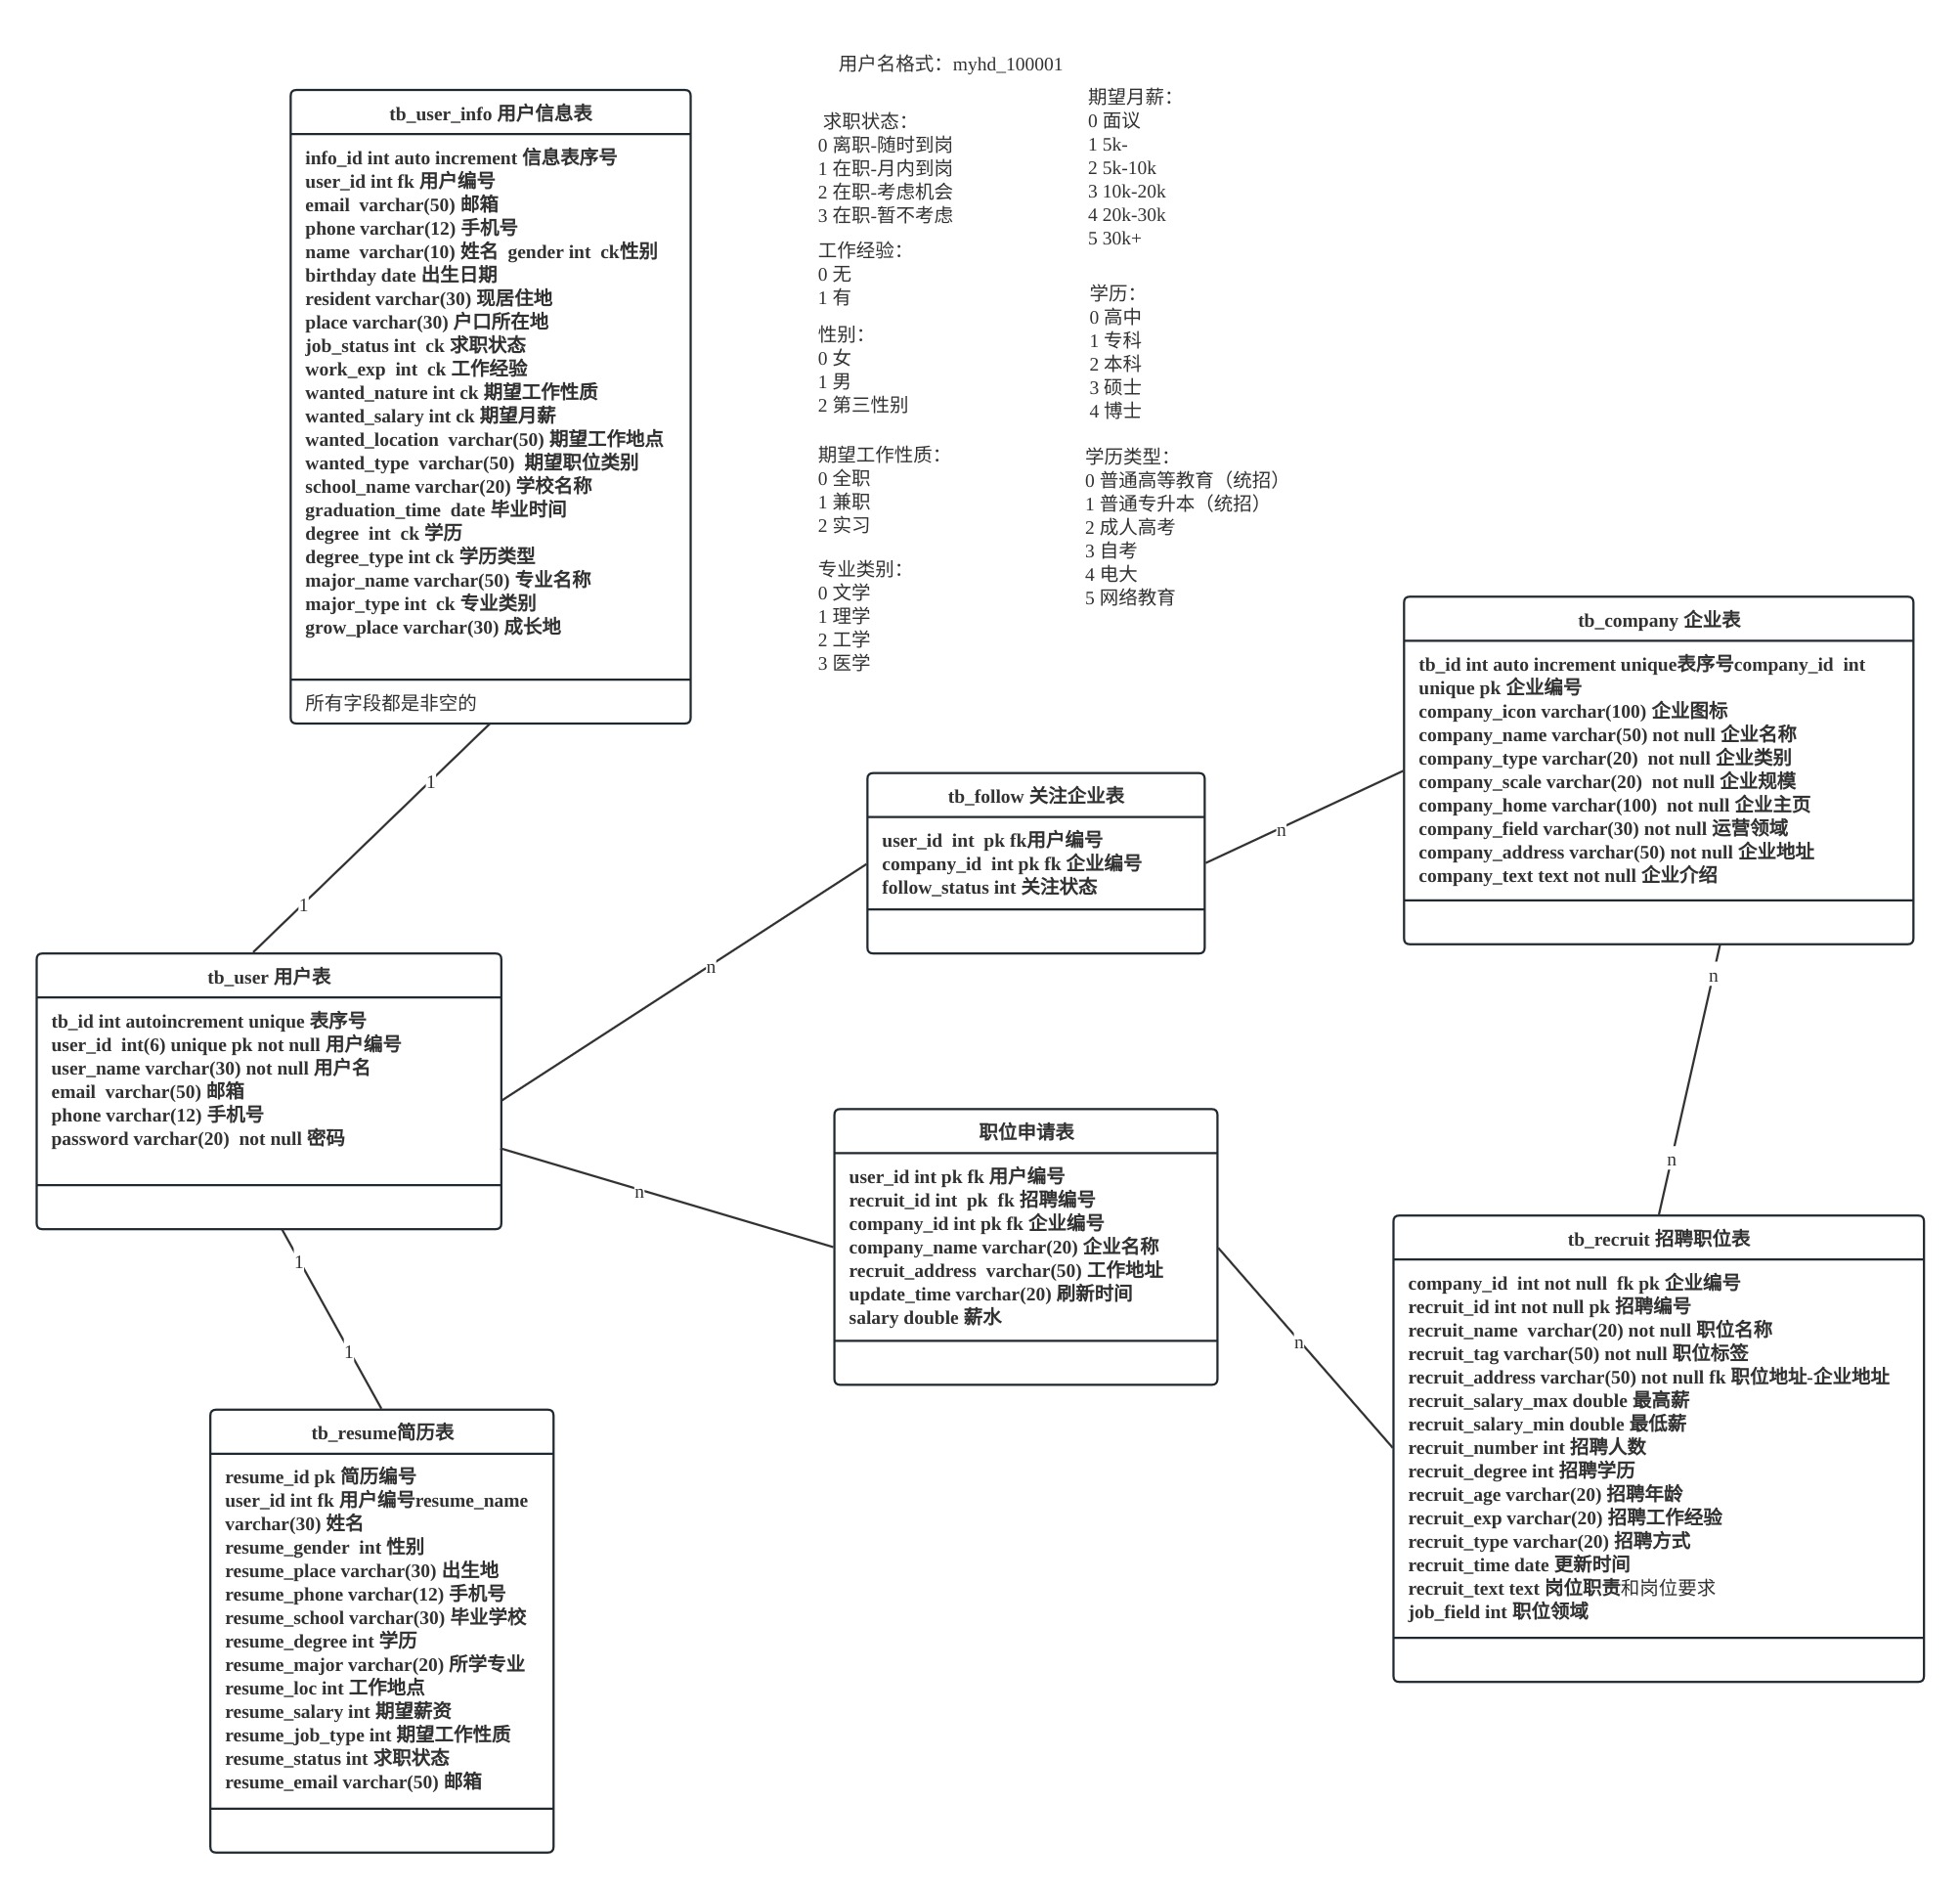 用户名格式：myhd_100001
tb_user_info 用户信息表
info_id int auto increment 信息表序号
user_id int fk 用户编号
email  varchar(50) 邮箱
phone varchar(12) 手机号
name  varchar(10) 姓名  gender int  ck性别
birthday date 出生日期
resident varchar(30) 现居住地
place varchar(30) 户口所在地
job_status int  ck 求职状态
work_exp  int  ck 工作经验
wanted_nature int ck 期望工作性质
wanted_salary int ck 期望月薪
wanted_location  varchar(50) 期望工作地点
wanted_type  varchar(50)  期望职位类别
school_name varchar(20) 学校名称
graduation_time  date 毕业时间
degree  int  ck 学历
degree_type int ck 学历类型
major_name varchar(50) 专业名称
major_type int  ck 专业类别
grow_place varchar(30) 成长地
所有字段都是非空的
求职状态：
0 离职-随时到岗
1 在职-月内到岗
2 在职-考虑机会
3 在职-暂不考虑
工作经验：
0 无
1 有
性别：
0 女
1 男
2 第三性别
期望工作性质：
0 全职
1 兼职
2 实习
专业类别：
0 文学
1 理学
2 工学
3 医学
期望月薪：
0 面议
1 5k-
2 5k-10k
3 10k-20k
4 20k-30k
5 30k+
学历：
0 高中
1 专科
2 本科
3 硕士
4 博士
学历类型：
0 普通高等教育（统招）
1 普通专升本（统招）
2 成人高考
3 自考
4 电大
5 网络教育
tb_company 企业表
tb_id int auto increment unique表序号company_id  int
unique pk 企业编号
company_icon varchar(100) 企业图标
company_name varchar(50) not null 企业名称
company_type varchar(20)  not null 企业类别
company_scale varchar(20)  not null 企业规模
company_home varchar(100)  not null 企业主页
company_field varchar(30) not null 运营领域
company_address varchar(50) not null 企业地址
company_text text not null 企业介绍
1
1
tb_follow 关注企业表
user_id  int  pk fk用户编号
company_id  int pk fk 企业编号
follow_status int 关注状态
n
n
n
n
tb_user 用户表
tb_id int autoincrement unique 表序号
user_id  int(6) unique pk not null 用户编号
user_name varchar(30) not null 用户名
email  varchar(50) 邮箱
phone varchar(12) 手机号
password varchar(20)  not null 密码
职位申请表
user_id int pk fk 用户编号
recruit_id int  pk  fk 招聘编号
company_id int pk fk 企业编号
company_name varchar(20) 企业名称
recruit_address  varchar(50) 工作地址
update_time varchar(20) 刷新时间
salary double 薪水
n
n
1
1
tb_recruit 招聘职位表
company_id  int not null  fk pk 企业编号
recruit_id int not null pk 招聘编号
recruit_name  varchar(20) not null 职位名称
recruit_tag varchar(50) not null 职位标签
recruit_address varchar(50) not null fk 职位地址-企业地址
recruit_salary_max double 最高薪
recruit_salary_min double 最低薪
recruit_number int 招聘人数
recruit_degree int 招聘学历
recruit_age varchar(20) 招聘年龄
recruit_exp varchar(20) 招聘工作经验
recruit_type varchar(20) 招聘方式
recruit_time date 更新时间
recruit_text text 岗位职责和岗位要求
job_field int 职位领域
tb_resume简历表
resume_id pk 简历编号
user_id int fk 用户编号resume_name
varchar(30) 姓名
resume_gender  int 性别
resume_place varchar(30) 出生地
resume_phone varchar(12) 手机号
resume_school varchar(30) 毕业学校
resume_degree int 学历
resume_major varchar(20) 所学专业
resume_loc int 工作地点
resume_salary int 期望薪资
resume_job_type int 期望工作性质
resume_status int 求职状态
resume_email varchar(50) 邮箱